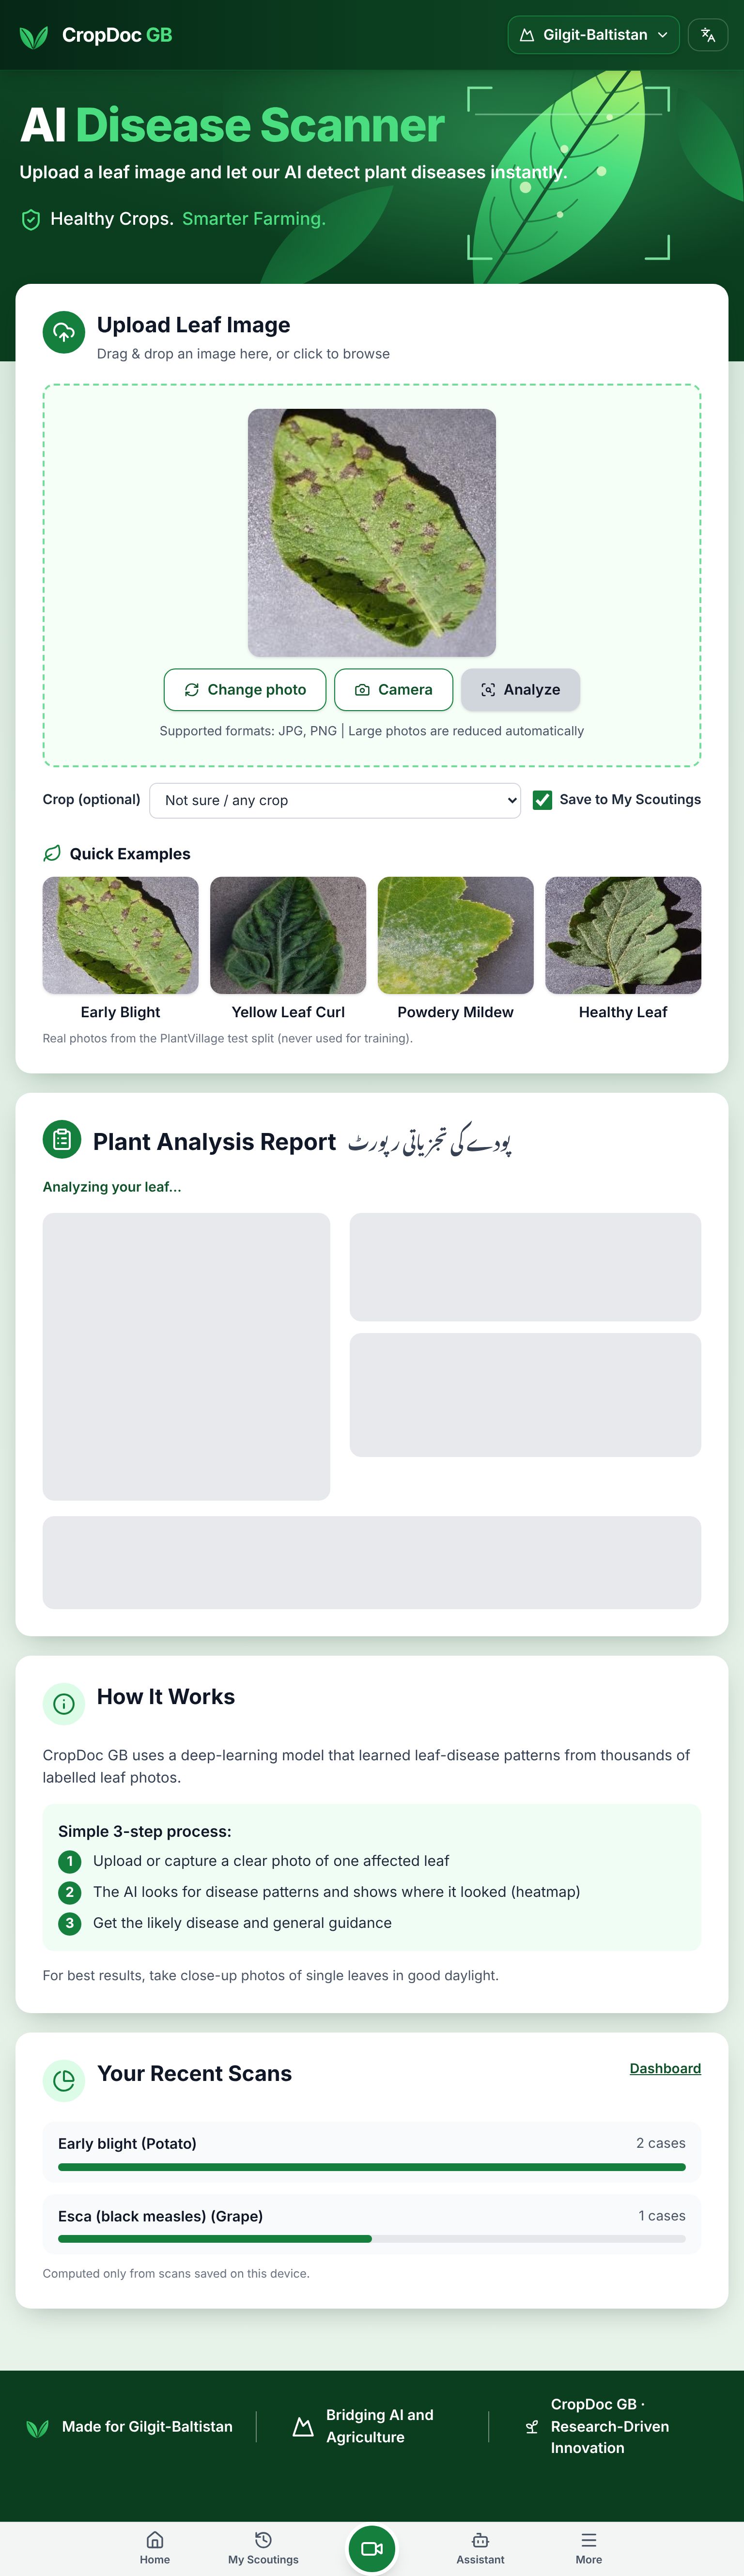 CropDoc GB
Gilgit-Baltistan
AI Disease Scanner
Upload a leaf image and let our AI detect plant diseases instantly.
Healthy Crops. Smarter Farming.
Upload Leaf Image
Drag & drop an image here, or click to browse
Change photo
Camera
Analyze
Supported formats: JPG, PNG | Large photos are reduced automatically
Crop (optional)
Not sure / any crop
Save to My Scoutings
Quick Examples
Early Blight
Yellow Leaf Curl
Powdery Mildew
Healthy Leaf
Real photos from the PlantVillage test split (never used for training).
Plant Analysis Report پودے کی تجزیاتی رپورٹ
Analyzing your leaf...
How It Works
CropDoc GB uses a deep-learning model that learned leaf-disease patterns from thousands of
labelled leaf photos.
Simple 3-step process:
1 Upload or capture a clear photo of one affected leaf
2 The AI looks for disease patterns and shows where it looked (heatmap)
3 Get the likely disease and general guidance
For best results, take close-up photos of single leaves in good daylight.
Your Recent Scans
Dashboard
Early blight (Potato)
2 cases
Esca (black measles) (Grape)
1 cases
Computed only from scans saved on this device.
Made for Gilgit-Baltistan
Bridging AI and
Agriculture
CropDoc GB ·
Research-Driven
Innovation
Home
My Scoutings
Assistant
More